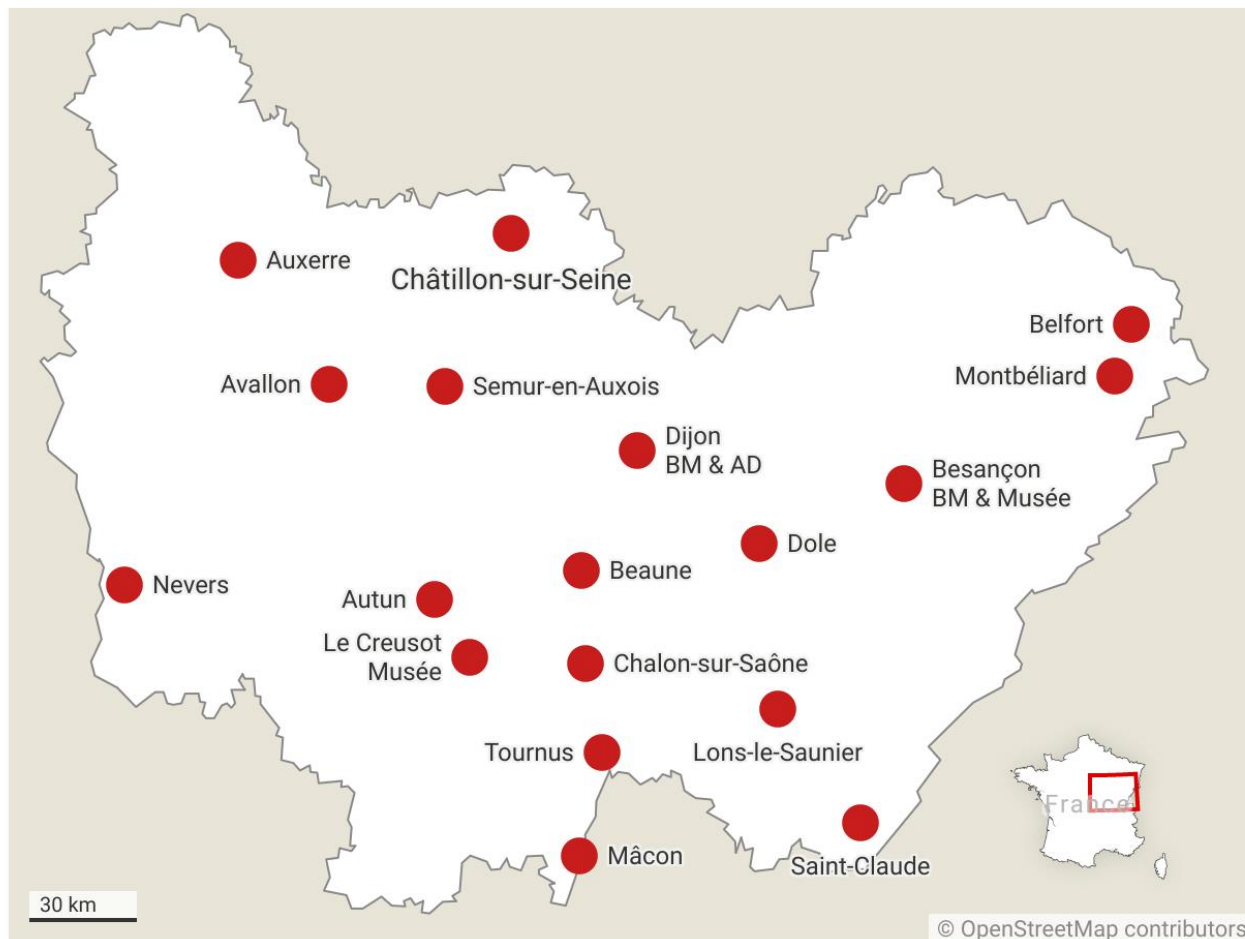 Auxerre
Châtillon-sur-Seine
Belfort
Montbéliard
Avallon
Semur-en-Auxois
Dijon
BM & AD
Besançon
BM & Musée
Dole
Beaune
Nevers
Autun
Le Creusot
Musée
Chalon-sur-Saône
Tournus
Lons-le-Saunier
France
Mâcon
Saint-Claude
30 km
© OpenStreetMap contributors